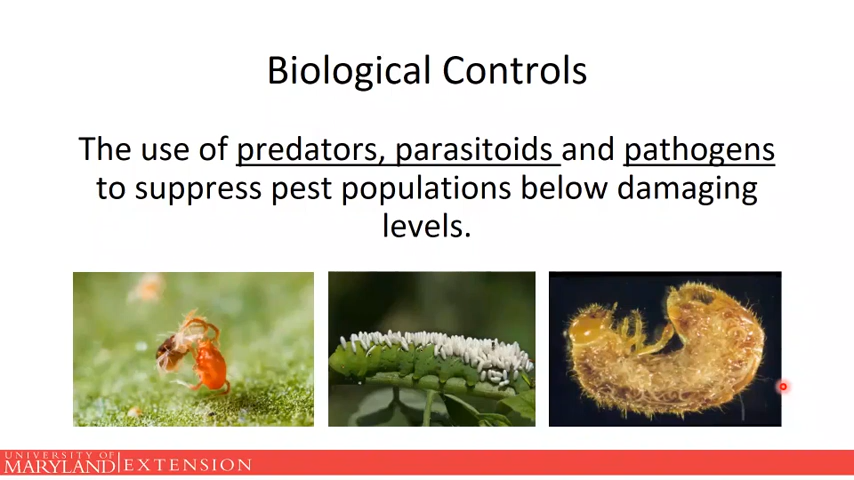 Biological Controls
The use of predators, parasitoids and pathogens
to suppress pest populations below damaging
levels.
UNIVERSITY OF
MARYLAND EXTENSION